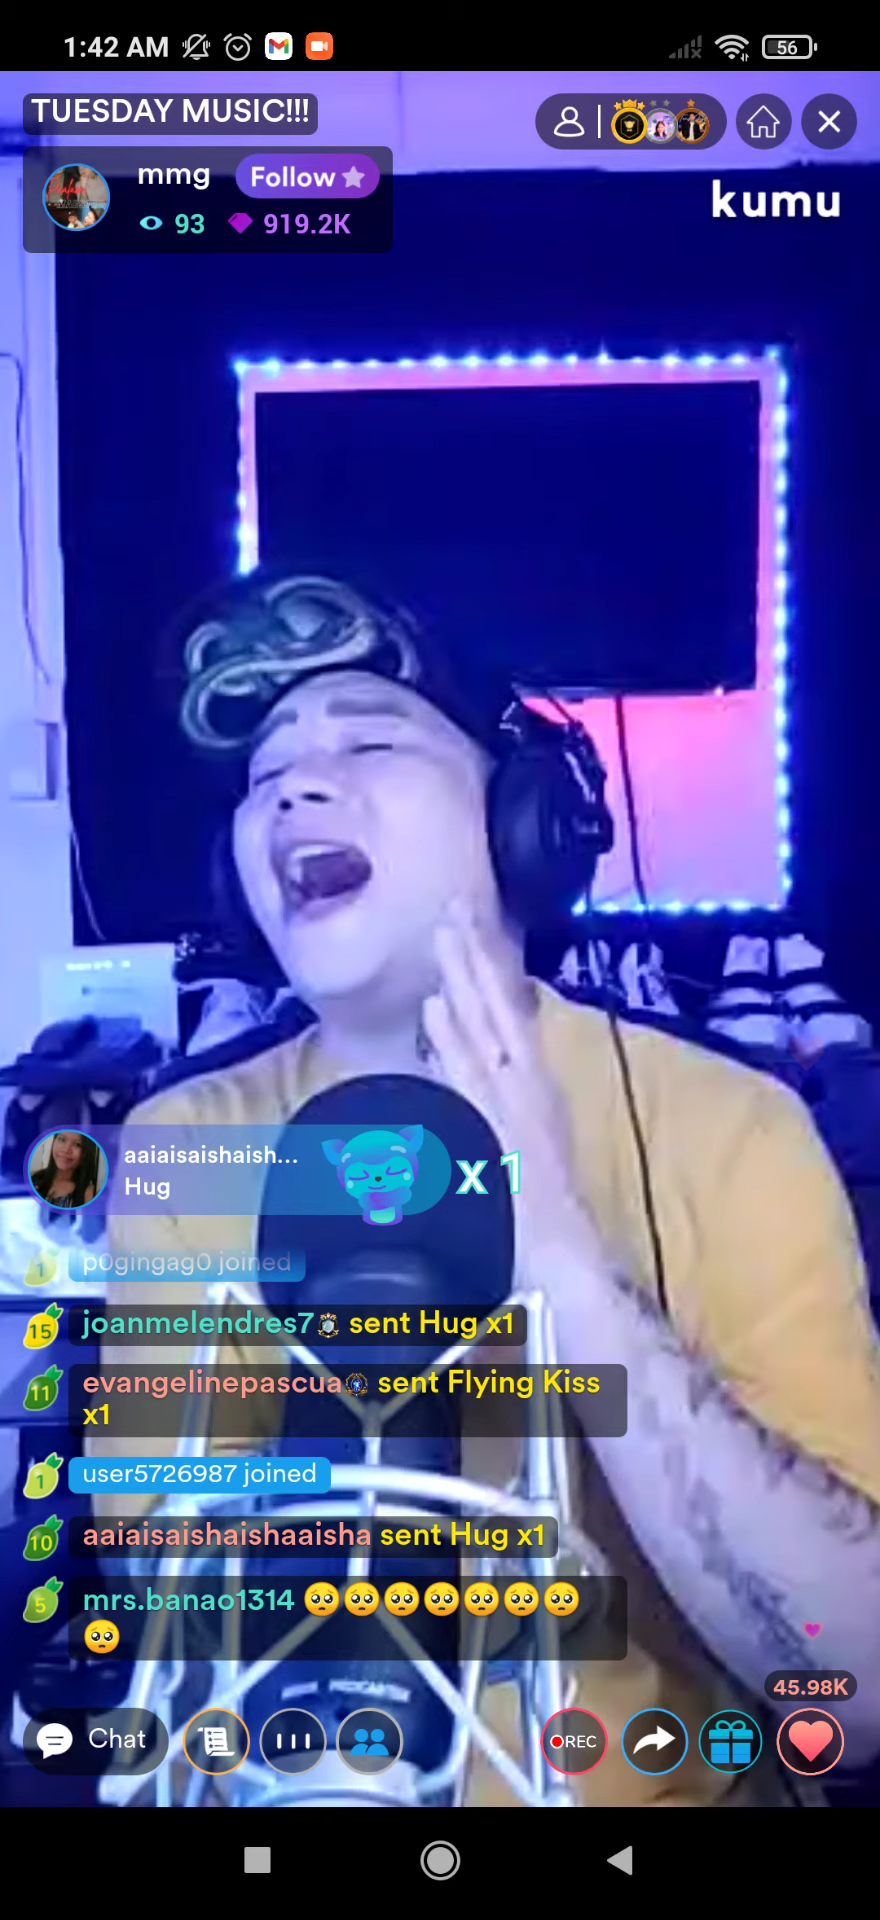 1:42 AM
56
TUESDAY MUSIC!!!
mmg
Follow
93
919.2K
kumu
aaiaisaishaish...
Hug
x 1
1
p0gingag0 joined
15
joanmelendres7 sent Hug x1
11
evangelinepascua sent Flying Kiss
x1
1
user5726987 joined
10
aaiaisaishaishaaisha sent Hug x1
5
mrs.banao1314 🥺🥺🥺🥺🥺🥺🥺
🥺
45.98K
Chat
REC